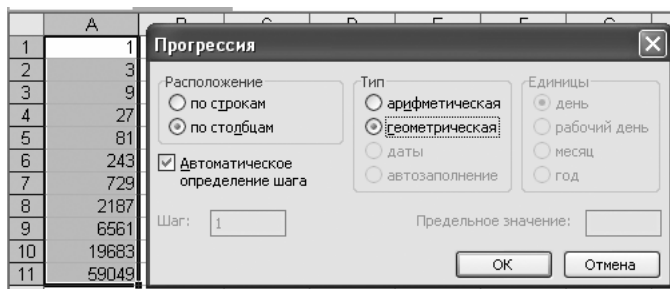 A
1 1
2 3
3 9
4 27
5 81
6 243
7 729
8 2187
9 6561
10 19683
11 59049
Прогрессия
Расположение
по строкам
по столбцам
Автоматическое
определение шага
Тип
арифметическая
геометрическая
даты
автозаполнение
Единицы
день
рабочий день
месяц
год
Шаг: 1
Предельное значение:
ОК Отмена